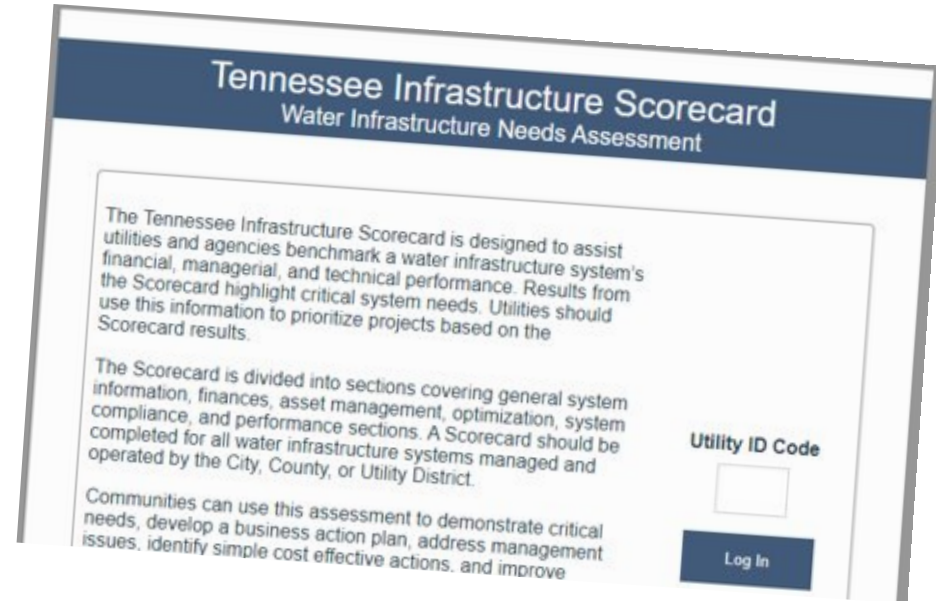 Tennessee Infrastructure Scorecard
Water Infrastructure Needs Assessment
The Tennessee Infrastructure Scorecard is designed to assist
utilities and agencies benchmark a water infrastructure system's
financial, managerial, and technical performance. Results from
the Scorecard highlight critical system needs. Utilities should
use this information to prioritize projects based on the
Scorecard results.
The Scorecard is divided into sections covering general system
information, finances, asset management, optimization, system
compliance, and performance sections. A Scorecard should be
completed for all water infrastructure systems managed and
operated by the City, County, or Utility District.
Communities can use this assessment to demonstrate critical
needs, develop a business action plan, address management
issues, identify simple cost effective actions, and improve
Utility ID Code
Log In